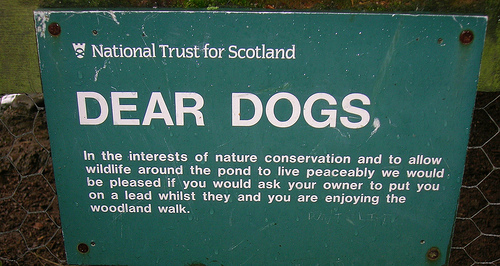 National Trust for Scotland
DEAR DOGS
In the interests of nature conservation and to allow
wildlife around the pond to live peaceably we would
be pleased if you would ask your owner to put you
on a lead whilst they and you are enjoying the
woodland walk.